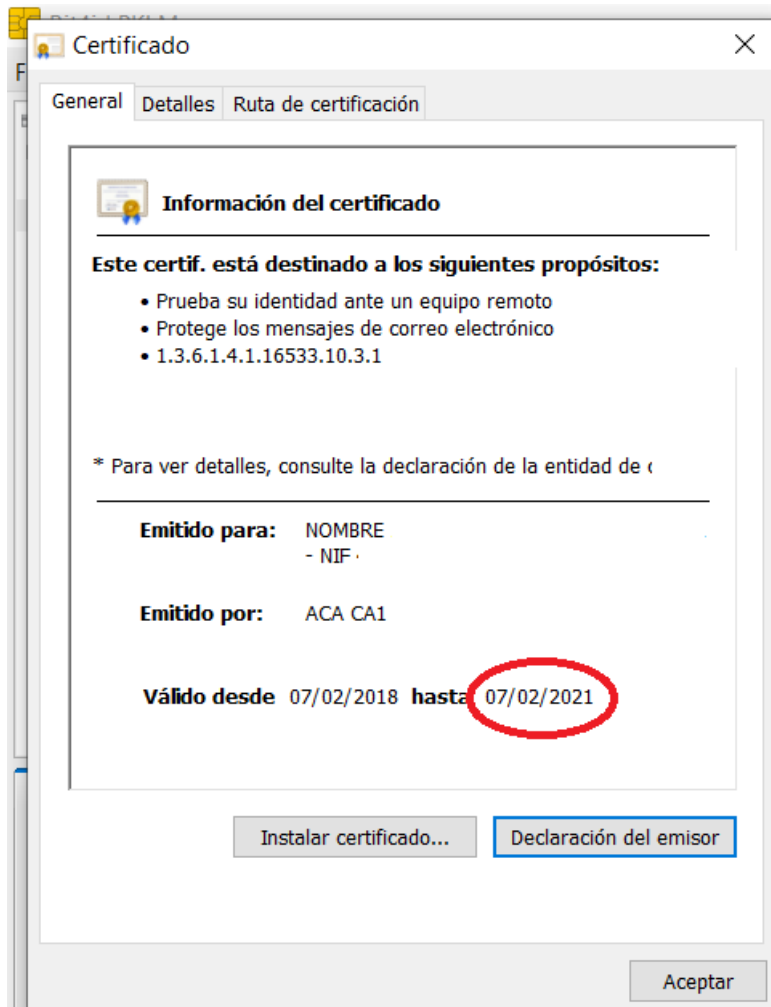 Certificado
General Detalles Ruta de certificación
Información del certificado
Este certif. está destinado a los siguientes propósitos:
• Prueba su identidad ante un equipo remoto
• Protege los mensajes de correo electrónico
• 1.3.6.1.4.1.16533.10.3.1
* Para ver detalles, consulte la declaración de la entidad de
Emitido para: NOMBRE
- NIF
Emitido por: ACA CA1
Válido desde 07/02/2018 hasta 07/02/2021
Instalar certificado... Declaración del emisor
Aceptar